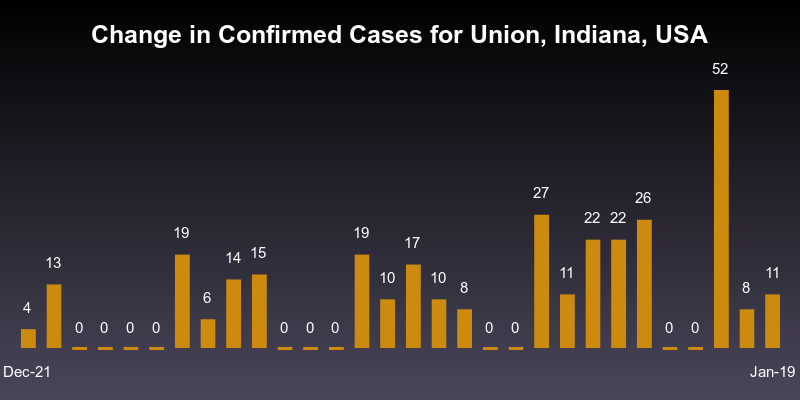 Change in Confirmed Cases for Union, Indiana, USA
4 13 0 0 0 0 19 6 14 15 0 0 0 19 10 17 10 8 0 0 27 11 22 22 26 0 0 52 8 11
Dec-21 Jan-19